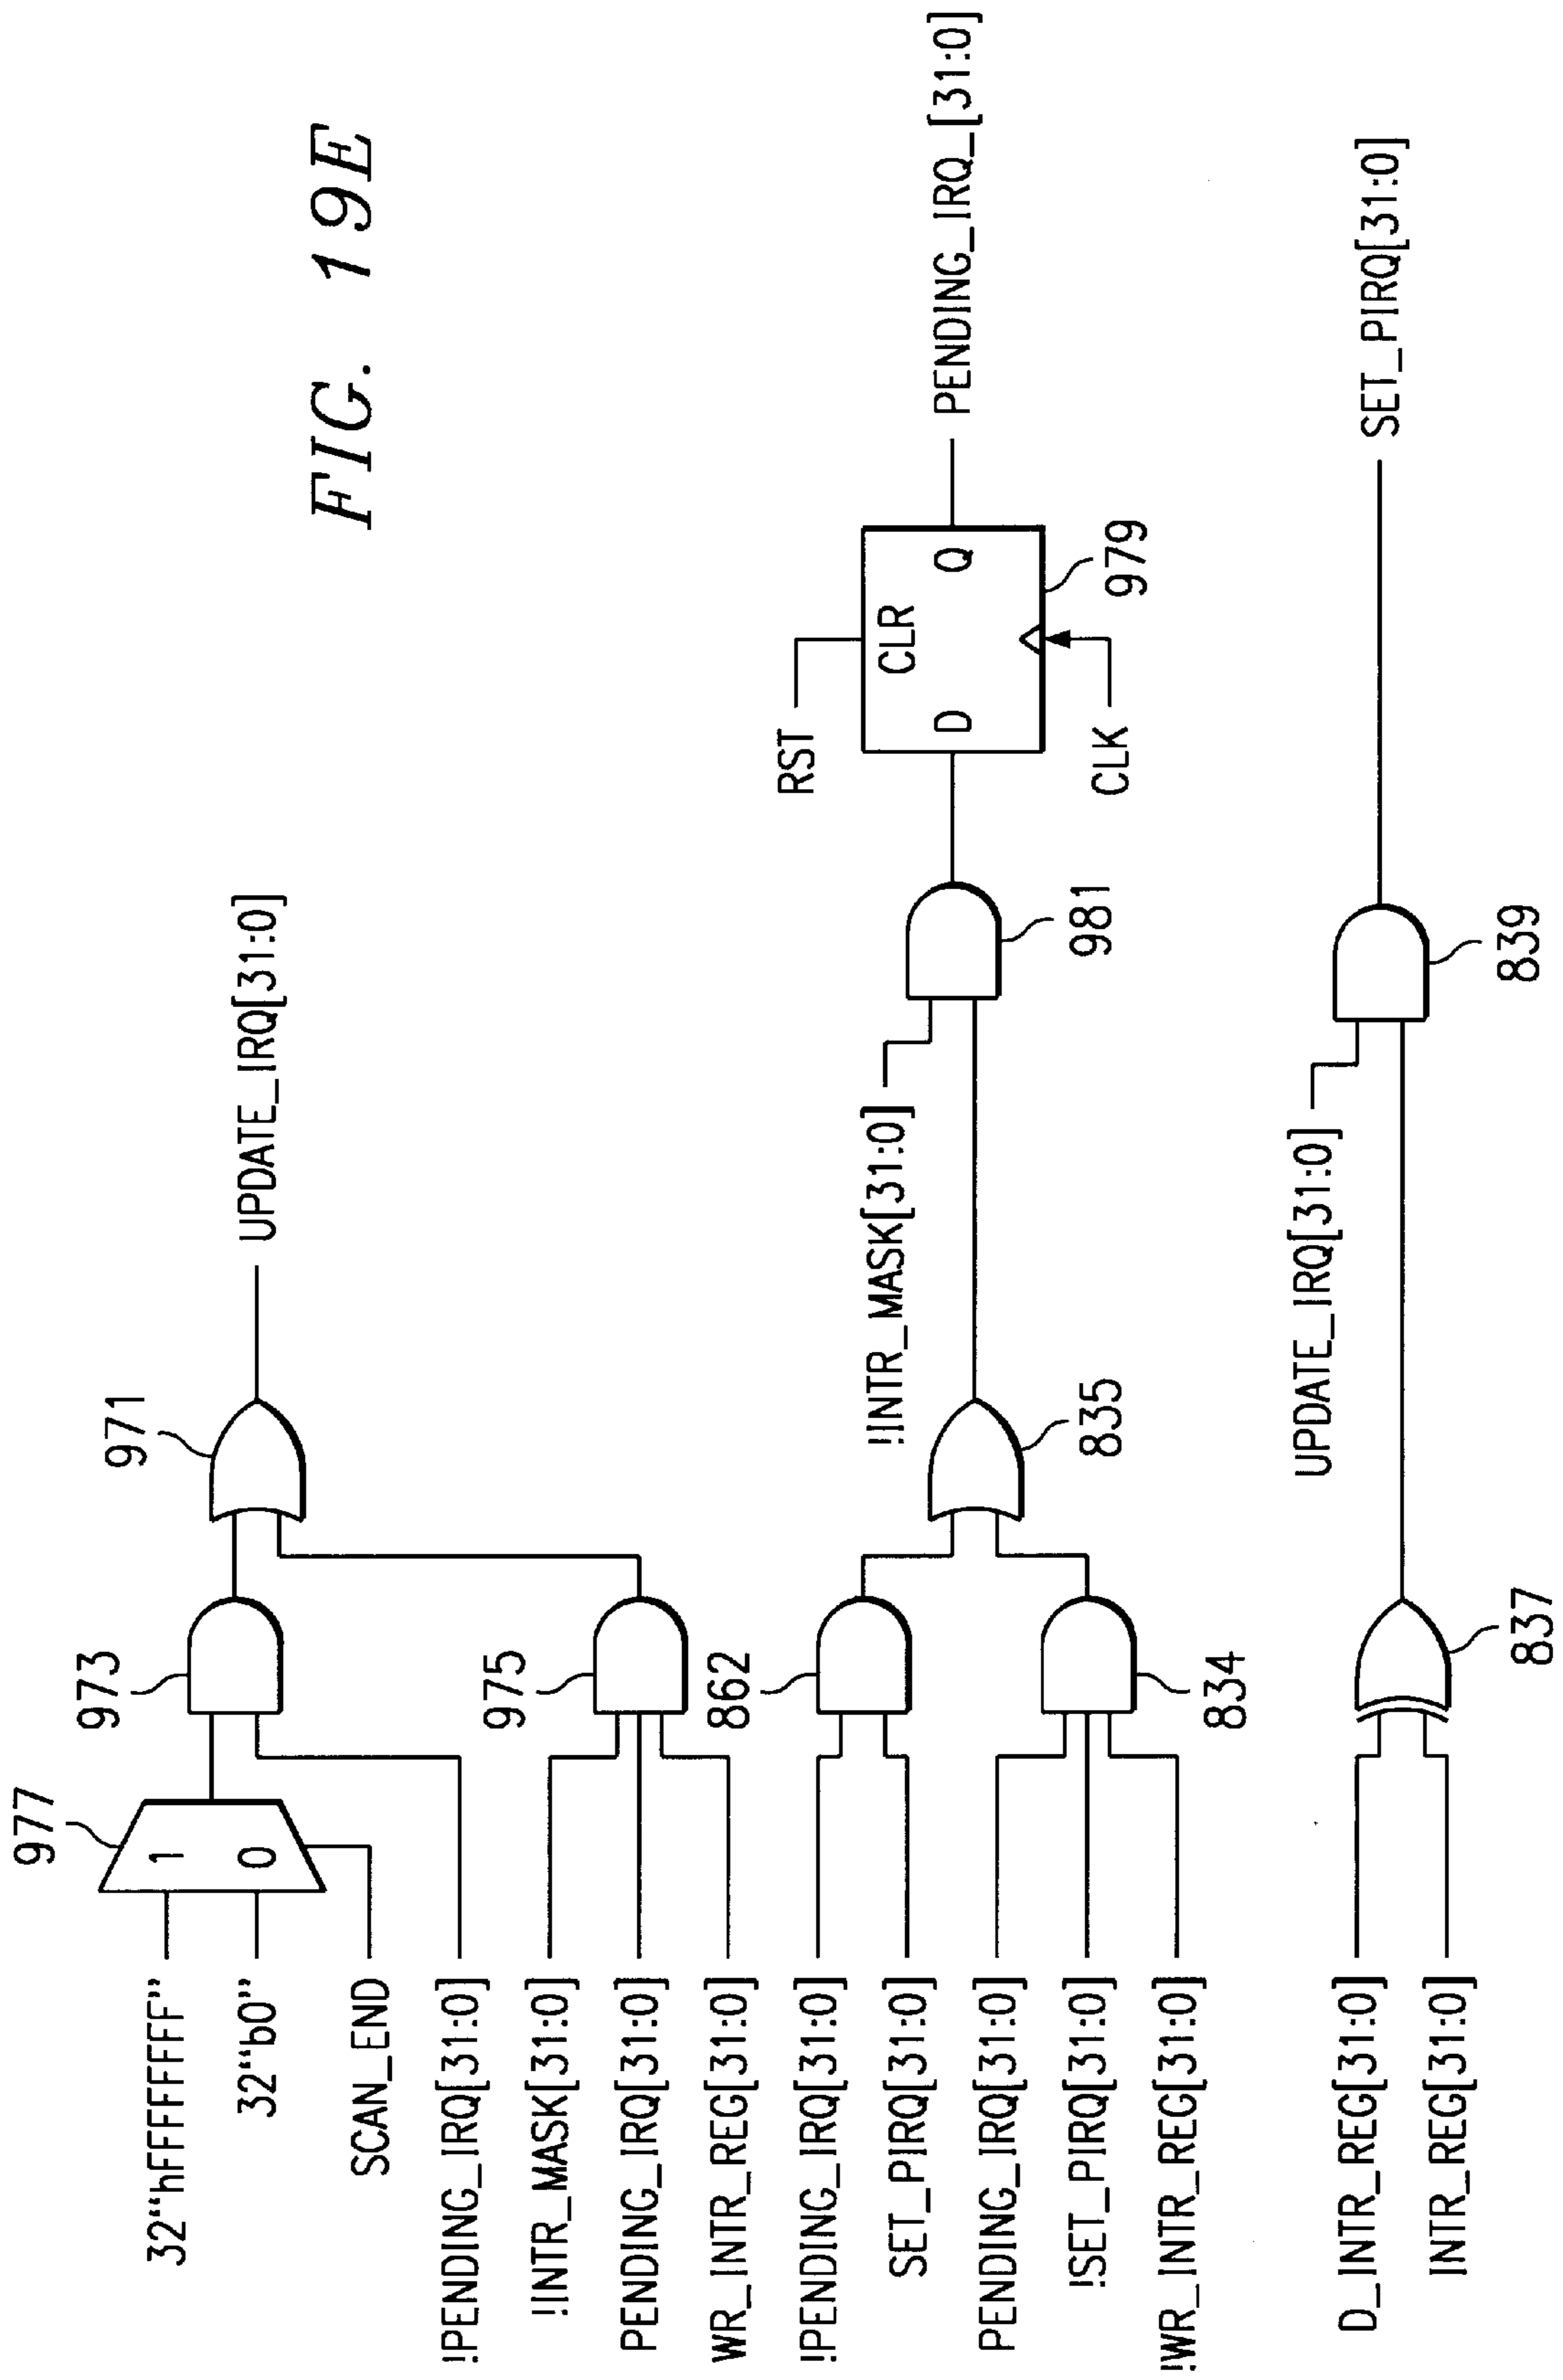 FIG. 19E
977
973
971
32“hFFFFFFFF”
1
32“b0”
0
SCAN_END
UPDATE_IRQ[31:0]
!PENDING_IRQ[31:0]
975
!INTR_MASK[31:0]
PENDING_IRQ[31:0]
WR_INTR_REG[31:0]
862
!PENDING_IRQ[31:0]
SET_PIRQ[31:0]
PENDING_IRQ[31:0]
!SET_PIRQ[31:0]
!WR_INTR_REG[31:0]
834
835
!INTR_MASK[31:0]
981
RST
CLR
D
Q
CLK
979
PENDING_IRQ_[31:0]
D_INTR_REG[31:0]
INTR_REG[31:0]
837
UPDATE_IRQ[31:0]
839
SET_PIRQ[31:0]